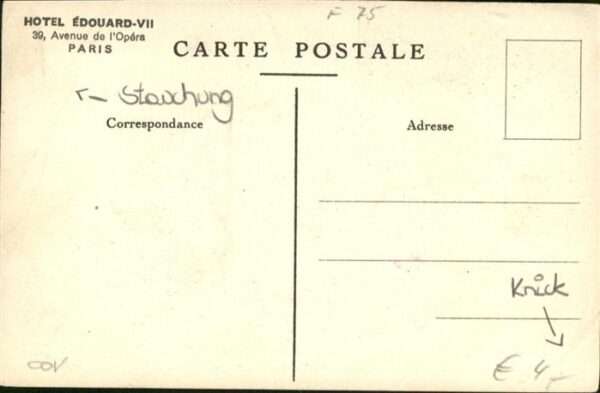 HOTEL ÉDOUARD-VII
39, Avenue de l'Opéra
PARIS
F 75
CARTE POSTALE
← Stauchung
Correspondance
Adresse
Knick
€ 4,-